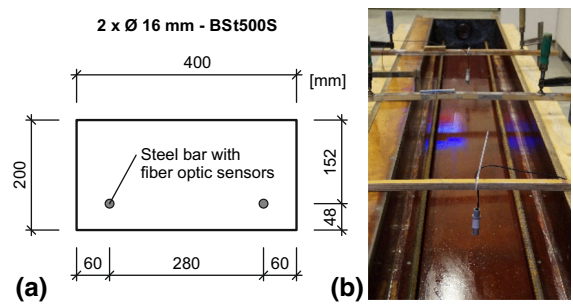 2 x Ø 16 mm - BSt500S
400
[mm]
200
Steel bar with
fiber optic sensors
152
48
60
280
60
(a)
(b)